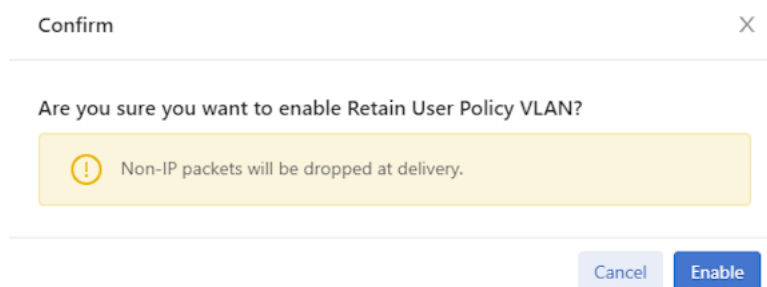 Confirm
Are you sure you want to enable Retain User Policy VLAN?
Non-IP packets will be dropped at delivery.
Cancel Enable